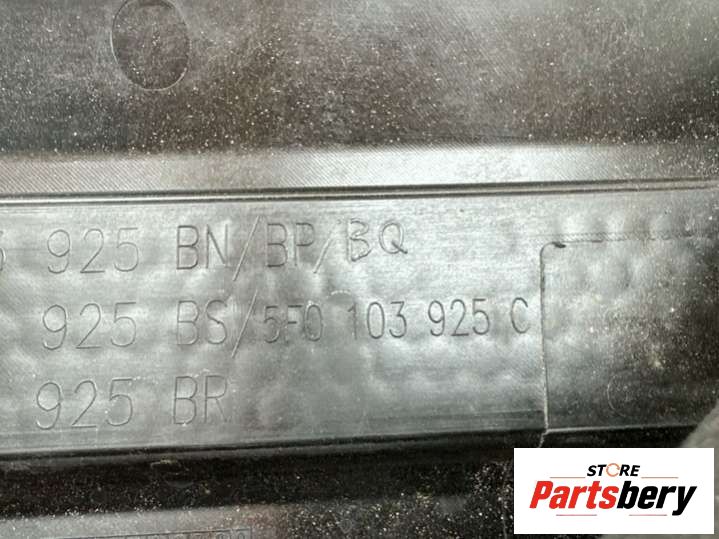 925 BN/BP/BQ
925 BS/5F0 103 925 C
925 BR
STORE
Partsbery